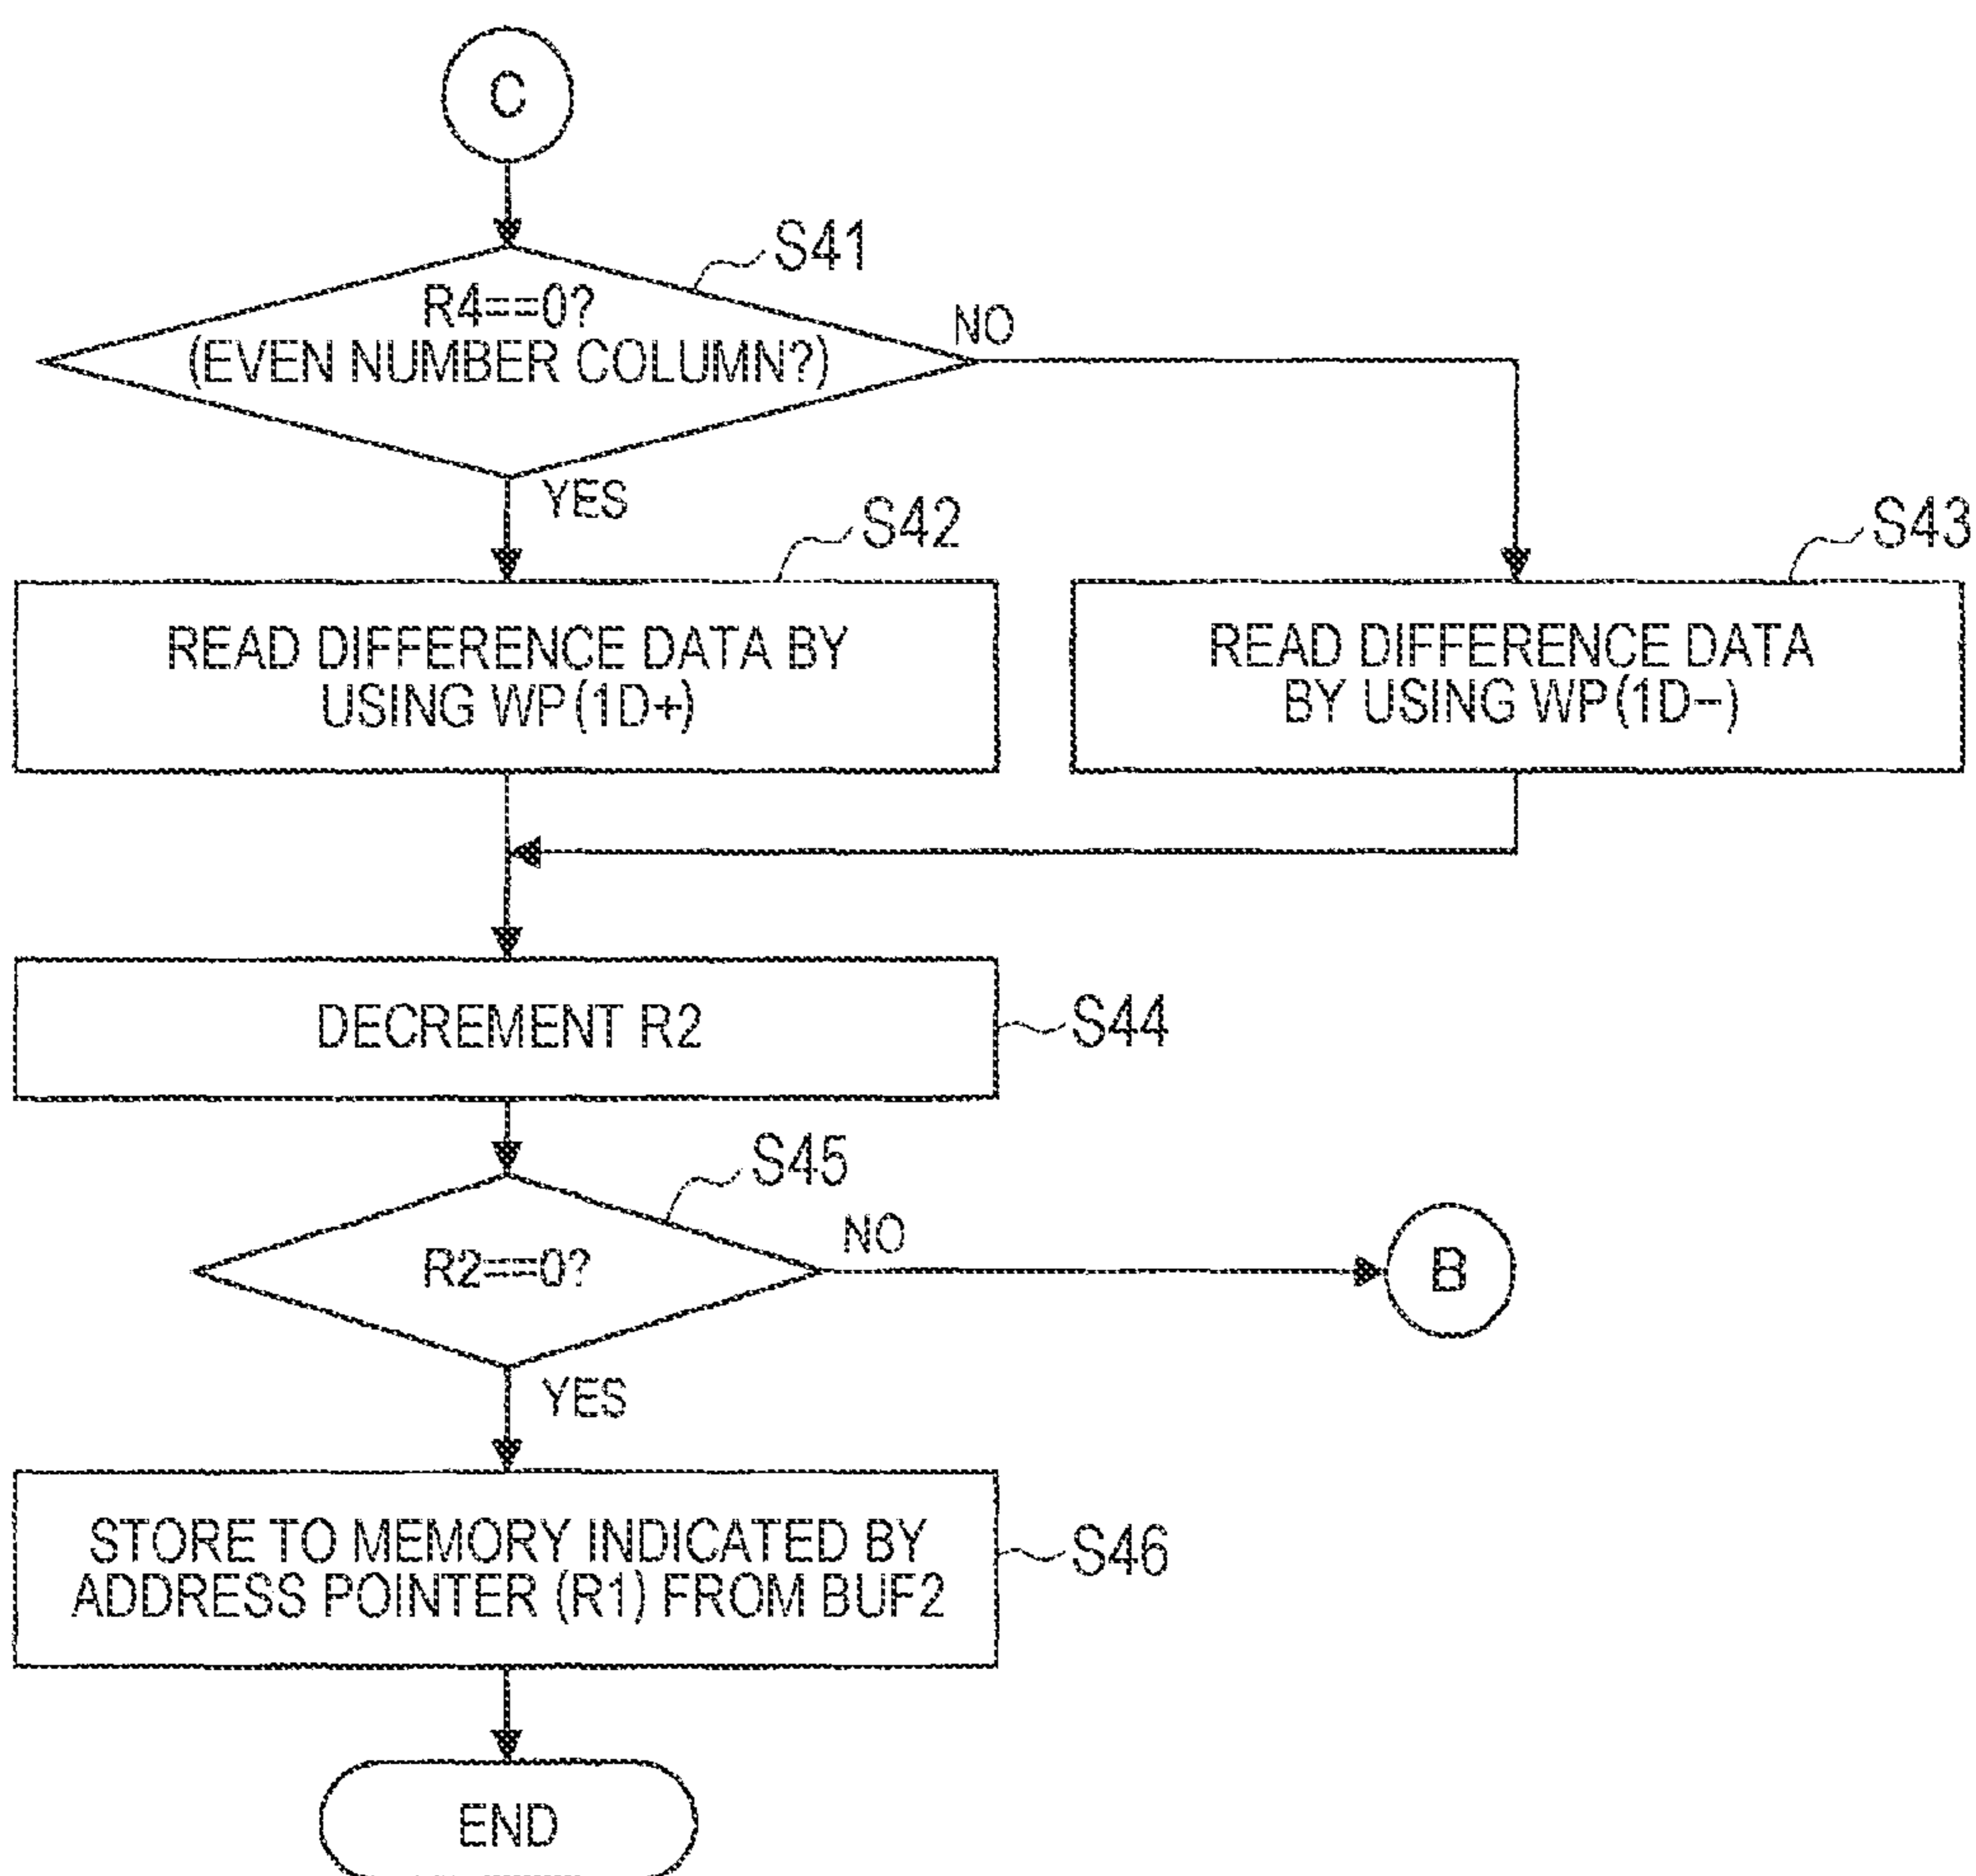 C
S41
R4==0?
(EVEN NUMBER COLUMN?)
NO
YES
S42
S43
READ DIFFERENCE DATA BY
USING WP(1D+)
READ DIFFERENCE DATA
BY USING WP(1D-)
DECREMENT R2
S44
S45
R2==0?
NO
B
YES
STORE TO MEMORY INDICATED BY
ADDRESS POINTER (R1) FROM BUF2
S46
END